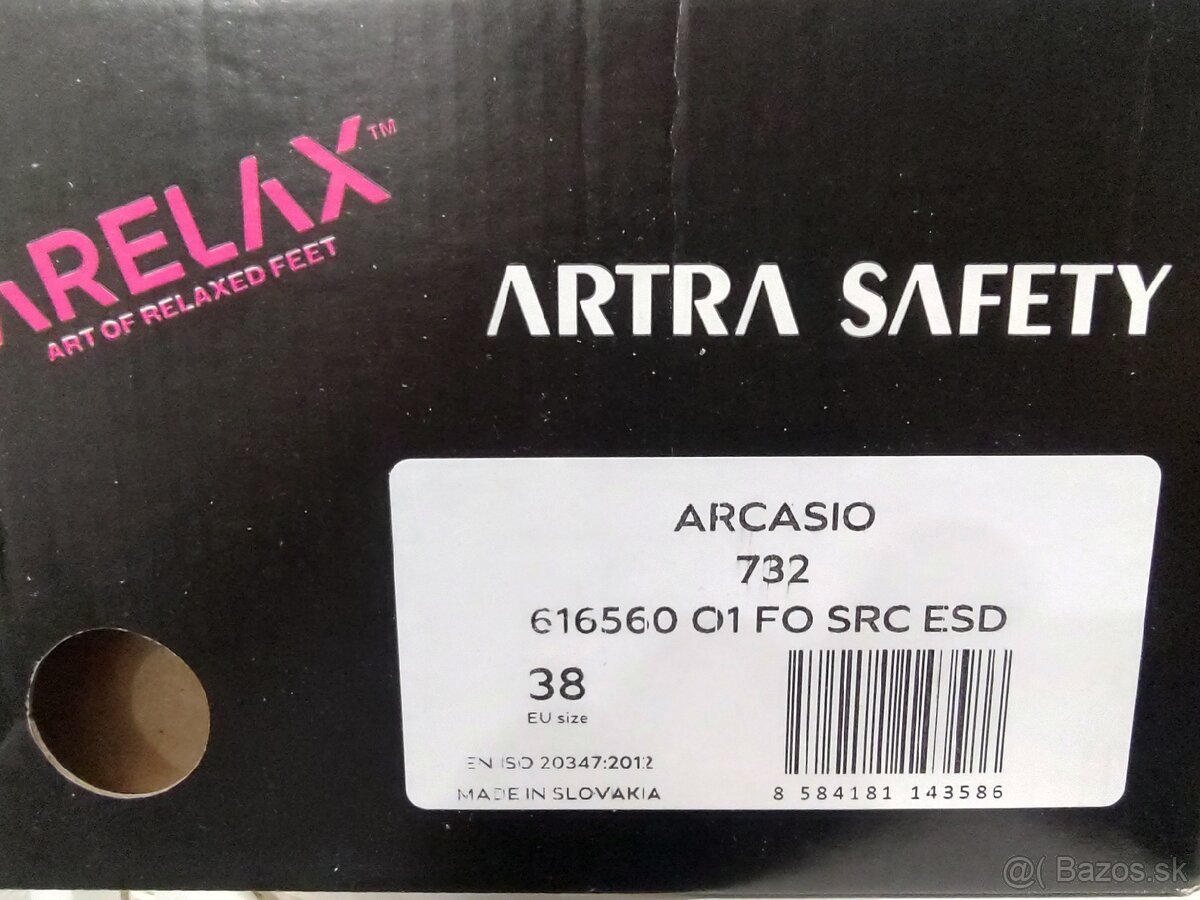 ARELAX™
ART OF RELAXED FEET
ARTRA SAFETY
ARCASIO
732
616560 O1 FO SRC ESD
38
EU size
EN ISO 20347:2012
MADE IN SLOVAKIA
8 584181 143586
@( Bazos.sk